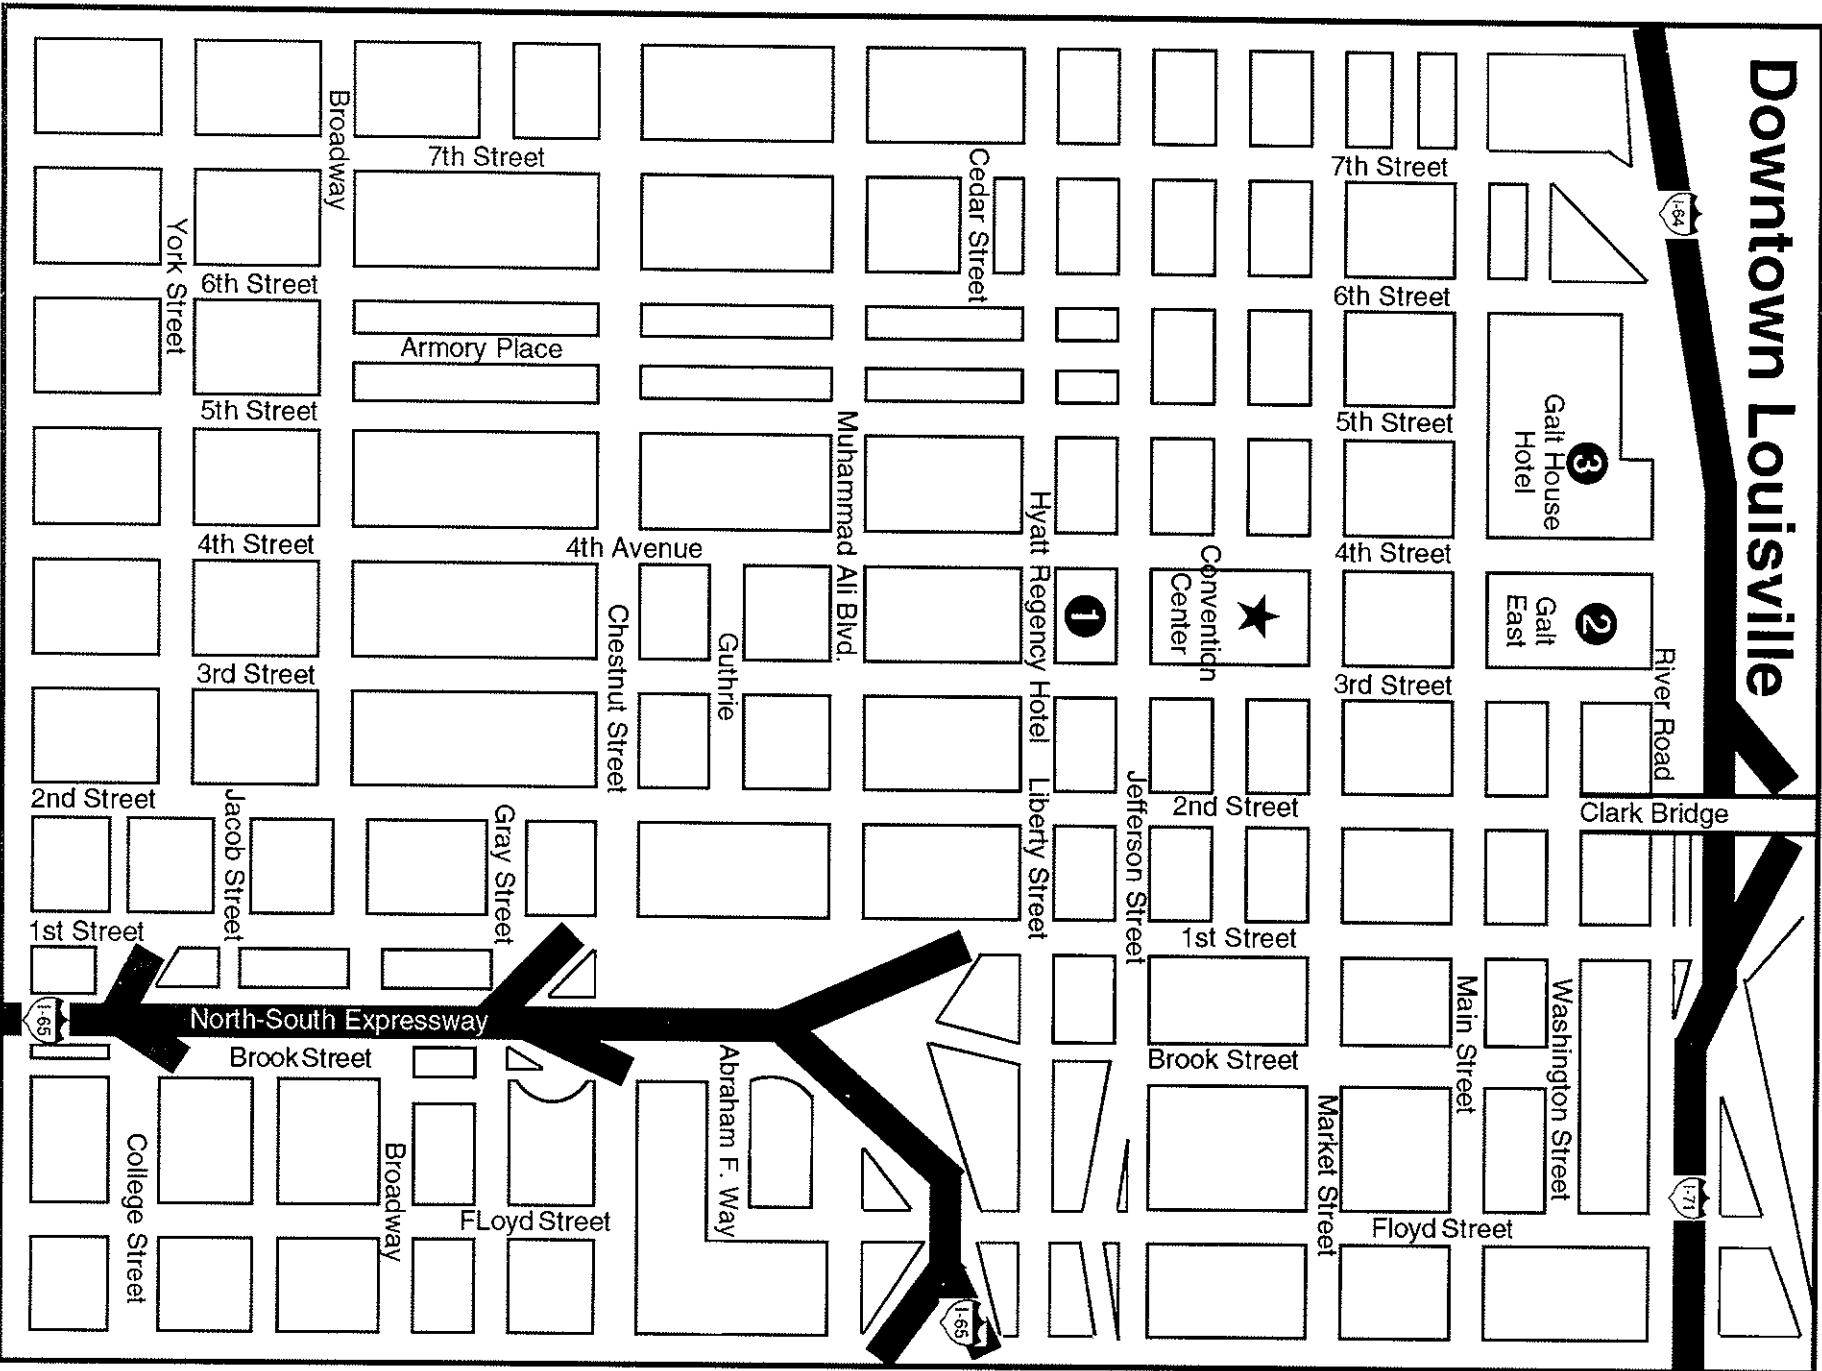 Downtown Louisville
I-64
River Road
Clark Bridge
I-71
3
Galt House
Hotel
2
Galt
East
Washington Street
Main Street
7th Street
6th Street
5th Street
4th Street
3rd Street
Market Street
Floyd Street
Convention
Center
2nd Street
1st Street
Brook Street
Jefferson Street
1
Hyatt Regency Hotel
Liberty Street
Cedar Street
I-65
Muhammad Ali Blvd.
Guthrie
Abraham F. Way
4th Avenue
Chestnut Street
7th Street
Armory Place
Gray Street
FLoyd Street
Broadway
Broadway
North-South Expressway
Brook Street
6th Street
5th Street
4th Street
3rd Street
Jacob Street
York Street
College Street
2nd Street
1st Street
I-65